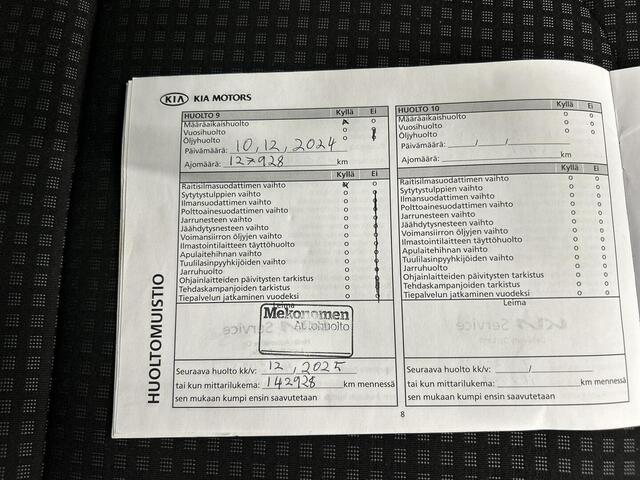 KIA KIA MOTORS
HUOLTO 9 Kyllä Ei
Määräaikaishuolto
Vuosihuolto
Öljyhuolto
Päivämäärä: 10,12,2024
Ajomäärä: 127928 km
Kyllä Ei
Raitisilmasuodattimen vaihto
Sytytystulppien vaihto
Ilmansuodattimen vaihto
Polttoainesuodattimen vaihto
Jarrunesteen vaihto
Jäähdytysnesteen vaihto
Voimansiirron öljyjen vaihto
Ilmastointilaitteen täyttöhuolto
Apulaitehihnan vaihto
Tuulilasinpyyhkijöiden vaihto
Jarruhuolto
Ohjainlaitteiden päivitysten tarkistus
Tehdaskampanjoiden tarkistus
Tiepalvelun jatkaminen vuodeksi
Leima
Mekonomen
Autohuolto
Seuraava huolto kk/v: 12, 2025
tai kun mittarilukema: 142928 km mennessä
sen mukaan kumpi ensin saavutetaan
HUOLTO 10 Kyllä Ei
Määräaikaishuolto
Vuosihuolto
Öljyhuolto
Päivämäärä: / /
Ajomäärä: km
Kyllä Ei
Raitisilmasuodattimen vaihto
Sytytystulppien vaihto
Ilmansuodattimen vaihto
Polttoainesuodattimen vaihto
Jarrunesteen vaihto
Jäähdytysnesteen vaihto
Voimansiirron öljyjen vaihto
Ilmastointilaitteen täyttöhuolto
Apulaitehihnan vaihto
Tuulilasinpyyhkijöiden vaihto
Jarruhuolto
Ohjainlaitteiden päivitysten tarkistus
Tehdaskampanjoiden tarkistus
Tiepalvelun jatkaminen vuodeksi
Leima
Seuraava huolto kk/v: /
tai kun mittarilukema: km mennessä
sen mukaan kumpi ensin saavutetaan
HUOLTOMUISTIO
8